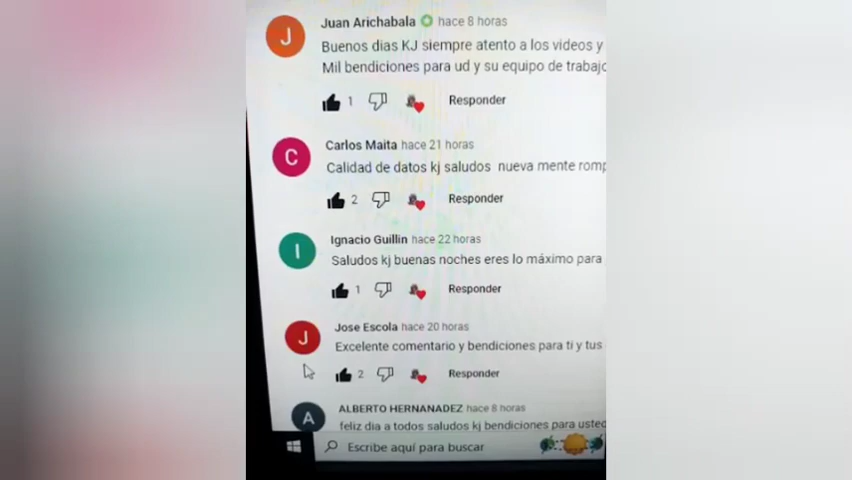 J Juan Arichabala hace 8 horas
Buenos días KJ siempre atento a los videos y
Mil bendiciones para ud y su equipo de trabajo
1 Responder
C Carlos Maita hace 21 horas
Calidad de datos kj saludos nueva mente romp
2 Responder
I Ignacio Guillin hace 22 horas
Saludos kj buenas noches eres lo máximo para
1 Responder
J Jose Escola hace 20 horas
Excelente comentario y bendiciones para ti y tus
2 Responder
A ALBERTO HERNANADEZ hace 8 horas
feliz dia a todos saludos kj bendiciones para usted
Escribe aquí para buscar